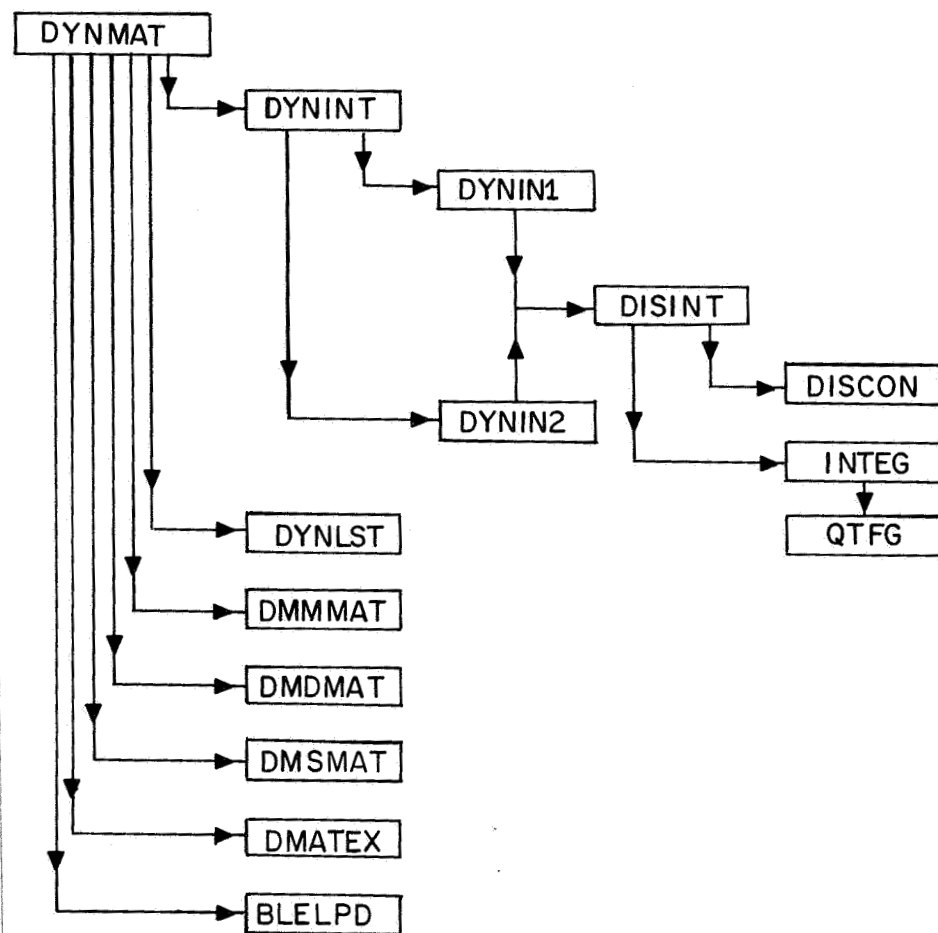 DYNMAT
DYNINT
DYNIN1
DISINT
DISCON
DYNIN2
INTEG
QTFG
DYNLST
DMMMAT
DMDMAT
DMSMAT
DMATEX
BLELPD